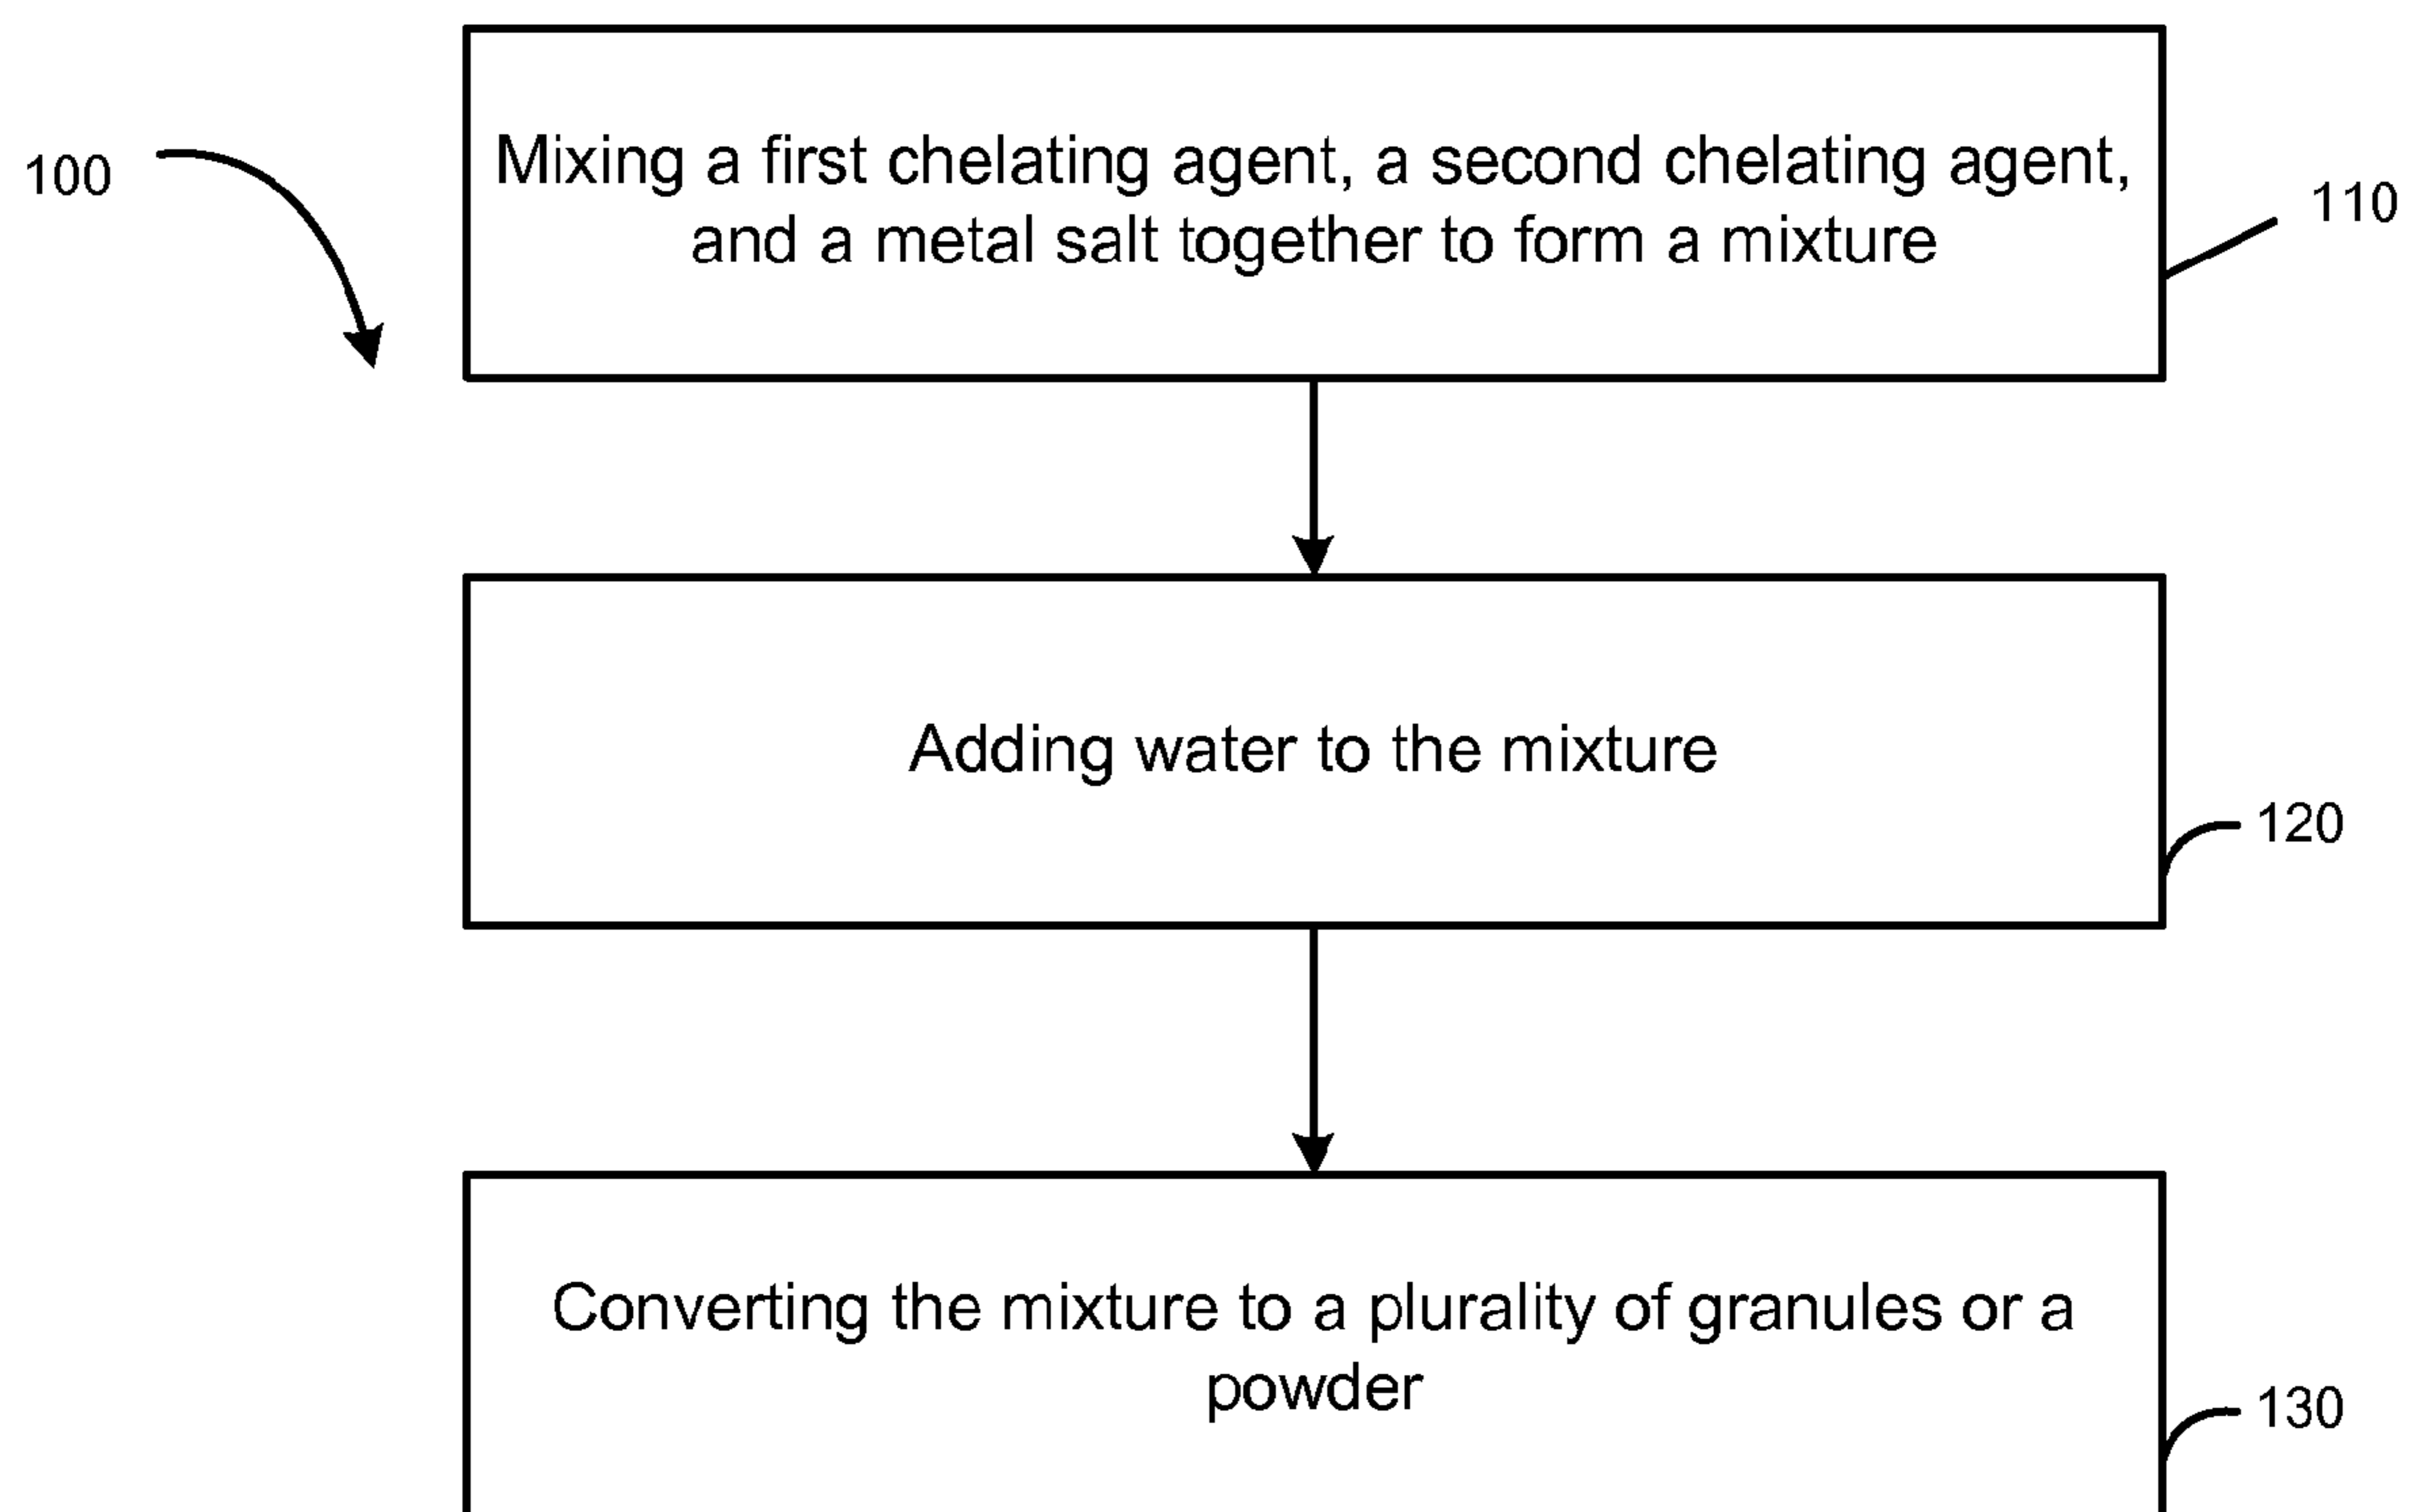 100
Mixing a first chelating agent, a second chelating agent,
and a metal salt together to form a mixture
110
Adding water to the mixture
120
Converting the mixture to a plurality of granules or a
powder
130